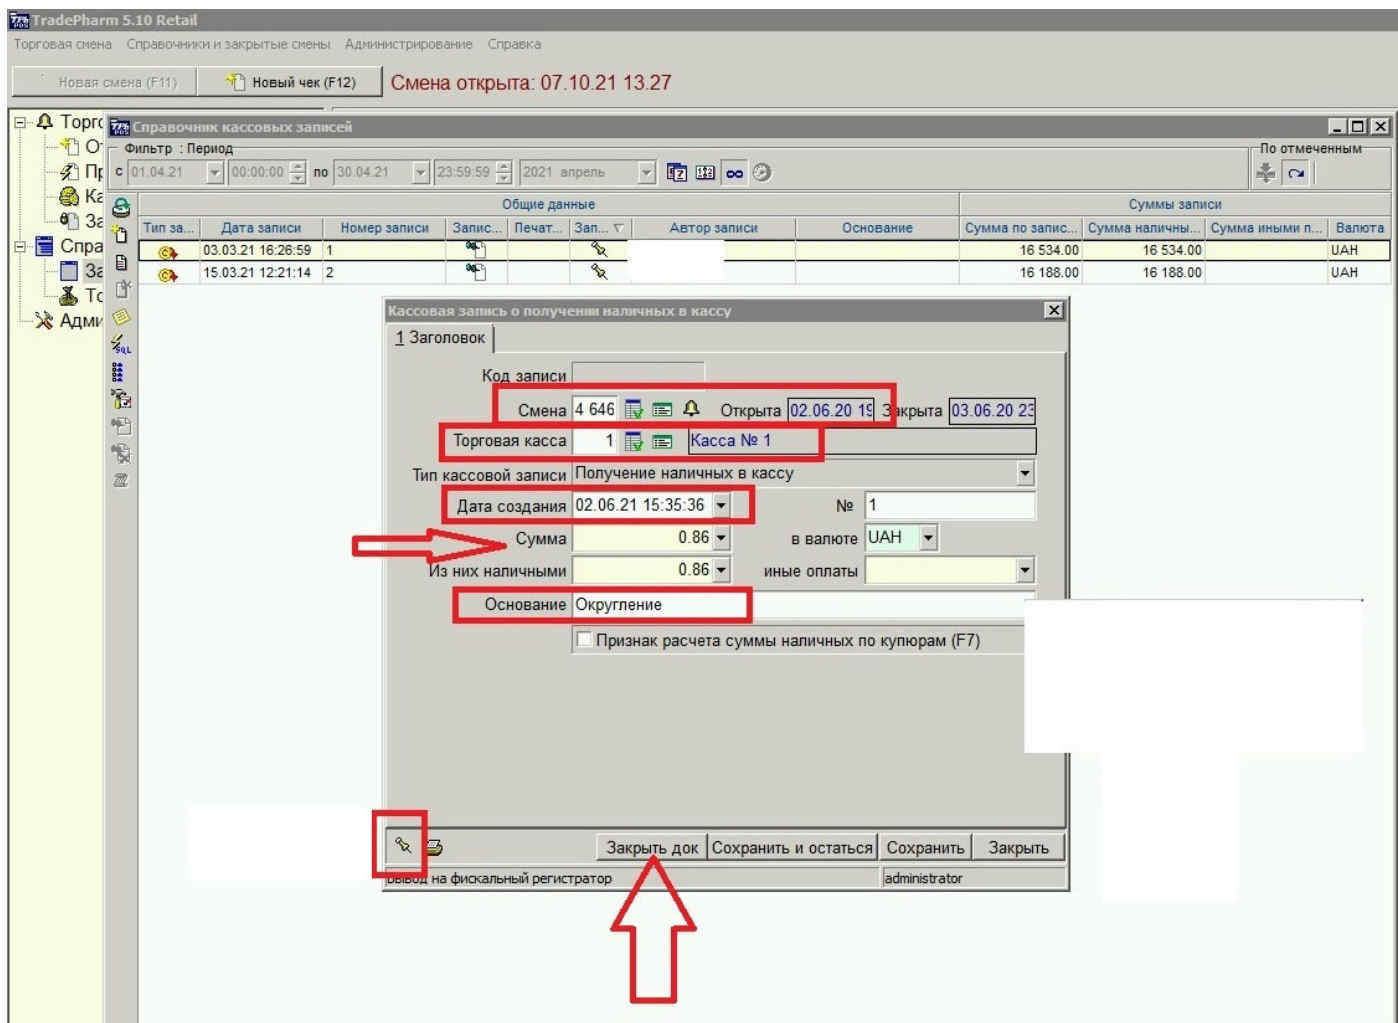 TradePharm 5.10 Retail
Торговая смена Справочники и закрытые смены Администрирование Справка
Новая смена (F11) Новый чек (F12) Смена открыта: 07.10.21 13.27
Торго
Справочник кассовых записей
Фильтр : Период По отмеченным
с 01.04.21 00:00:00 по 30.04.21 23:59:59 2021 апрель
Общие данные Суммы записи
Тип за... Дата записи Номер записи Запис... Печат... Зап... Автор записи Основание Сумма по запис... Сумма наличны... Сумма иными п... Валюта
03.03.21 16:26:59 1 16 534.00 16 534.00 UAH
15.03.21 12:21:14 2 16 188.00 16 188.00 UAH
Спра
За
То
Адми
SQL
Кассовая запись о получении наличных в кассу
1 Заголовок
Код записи
Смена 4 646 Открыта 02.06.20 19 Закрыта 03.06.20 23
Торговая касса 1 Касса № 1
Тип кассовой записи Получение наличных в кассу
Дата создания 02.06.21 15:35:36 № 1
Сумма 0.86 в валюте UAH
Из них наличными 0.86 иные оплаты
Основание Округление
Признак расчета суммы наличных по купюрам (F7)
Закрыть док Сохранить и остаться Сохранить Закрыть
Вывод на фискальный регистратор administrator